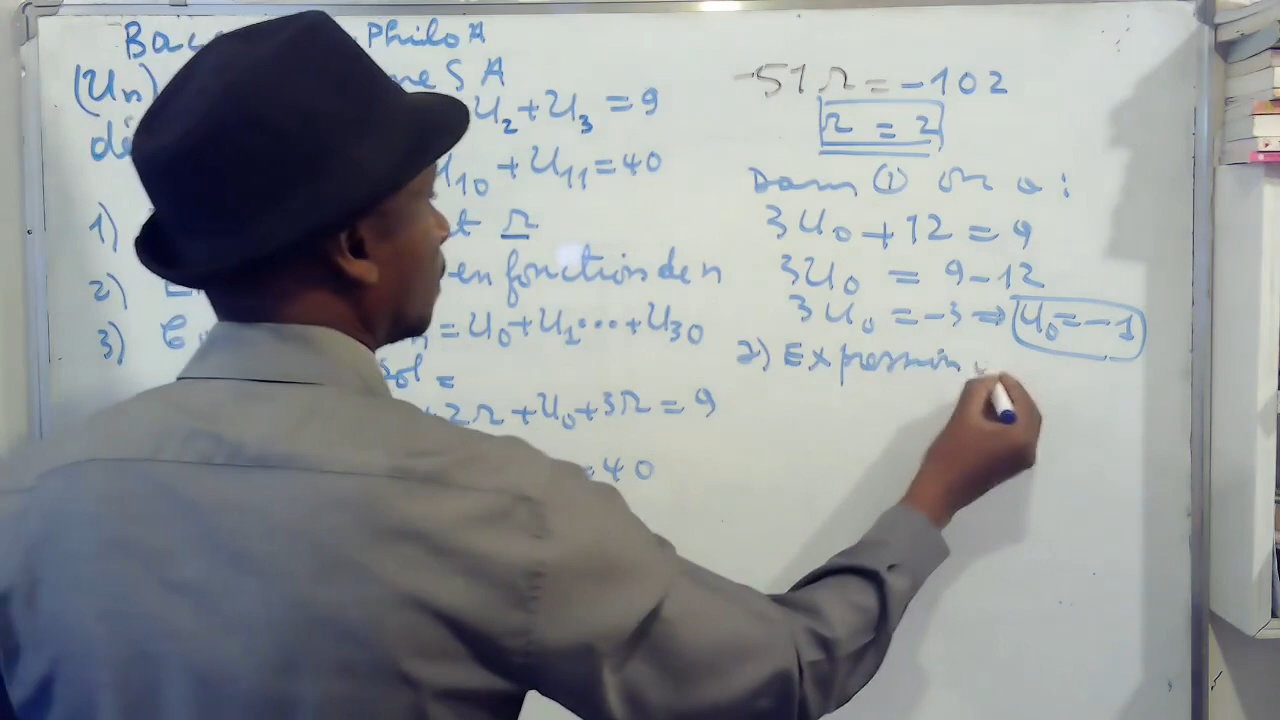 Bac Philo A
(Un) S A
U2 + U3 = 9
U10 + U11 = 40
1) et r
2) en fonction de n
3) = U0 + U1 ... + U30
Sol =
+ 2r + U0 + 3r = 9
= 40
-51r = -102
r = 2
Dans ① on a :
3U0 + 12 = 9
3U0 = 9 - 12
3U0 = -3 ⇒ U0 = -1
2) Expression